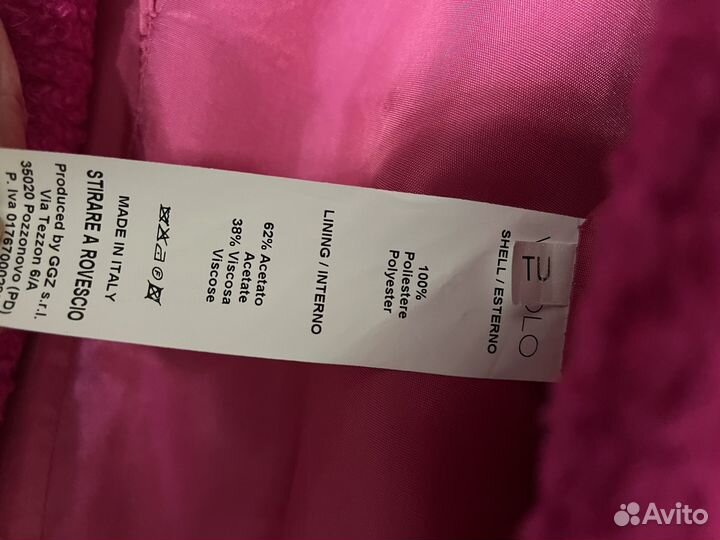 SHELL / ESTERNO
100%
Poliestere
Polyester
LINING / INTERNO
62% Acetato
Acetate
38% Viscosa
Viscose
MADE IN ITALY
STIRARE A ROVESCIO
Produced by GGZ s.r.l.
Via Tezzon 6/A
35020 Pozzonovo (PD)
P. Iva
Avito